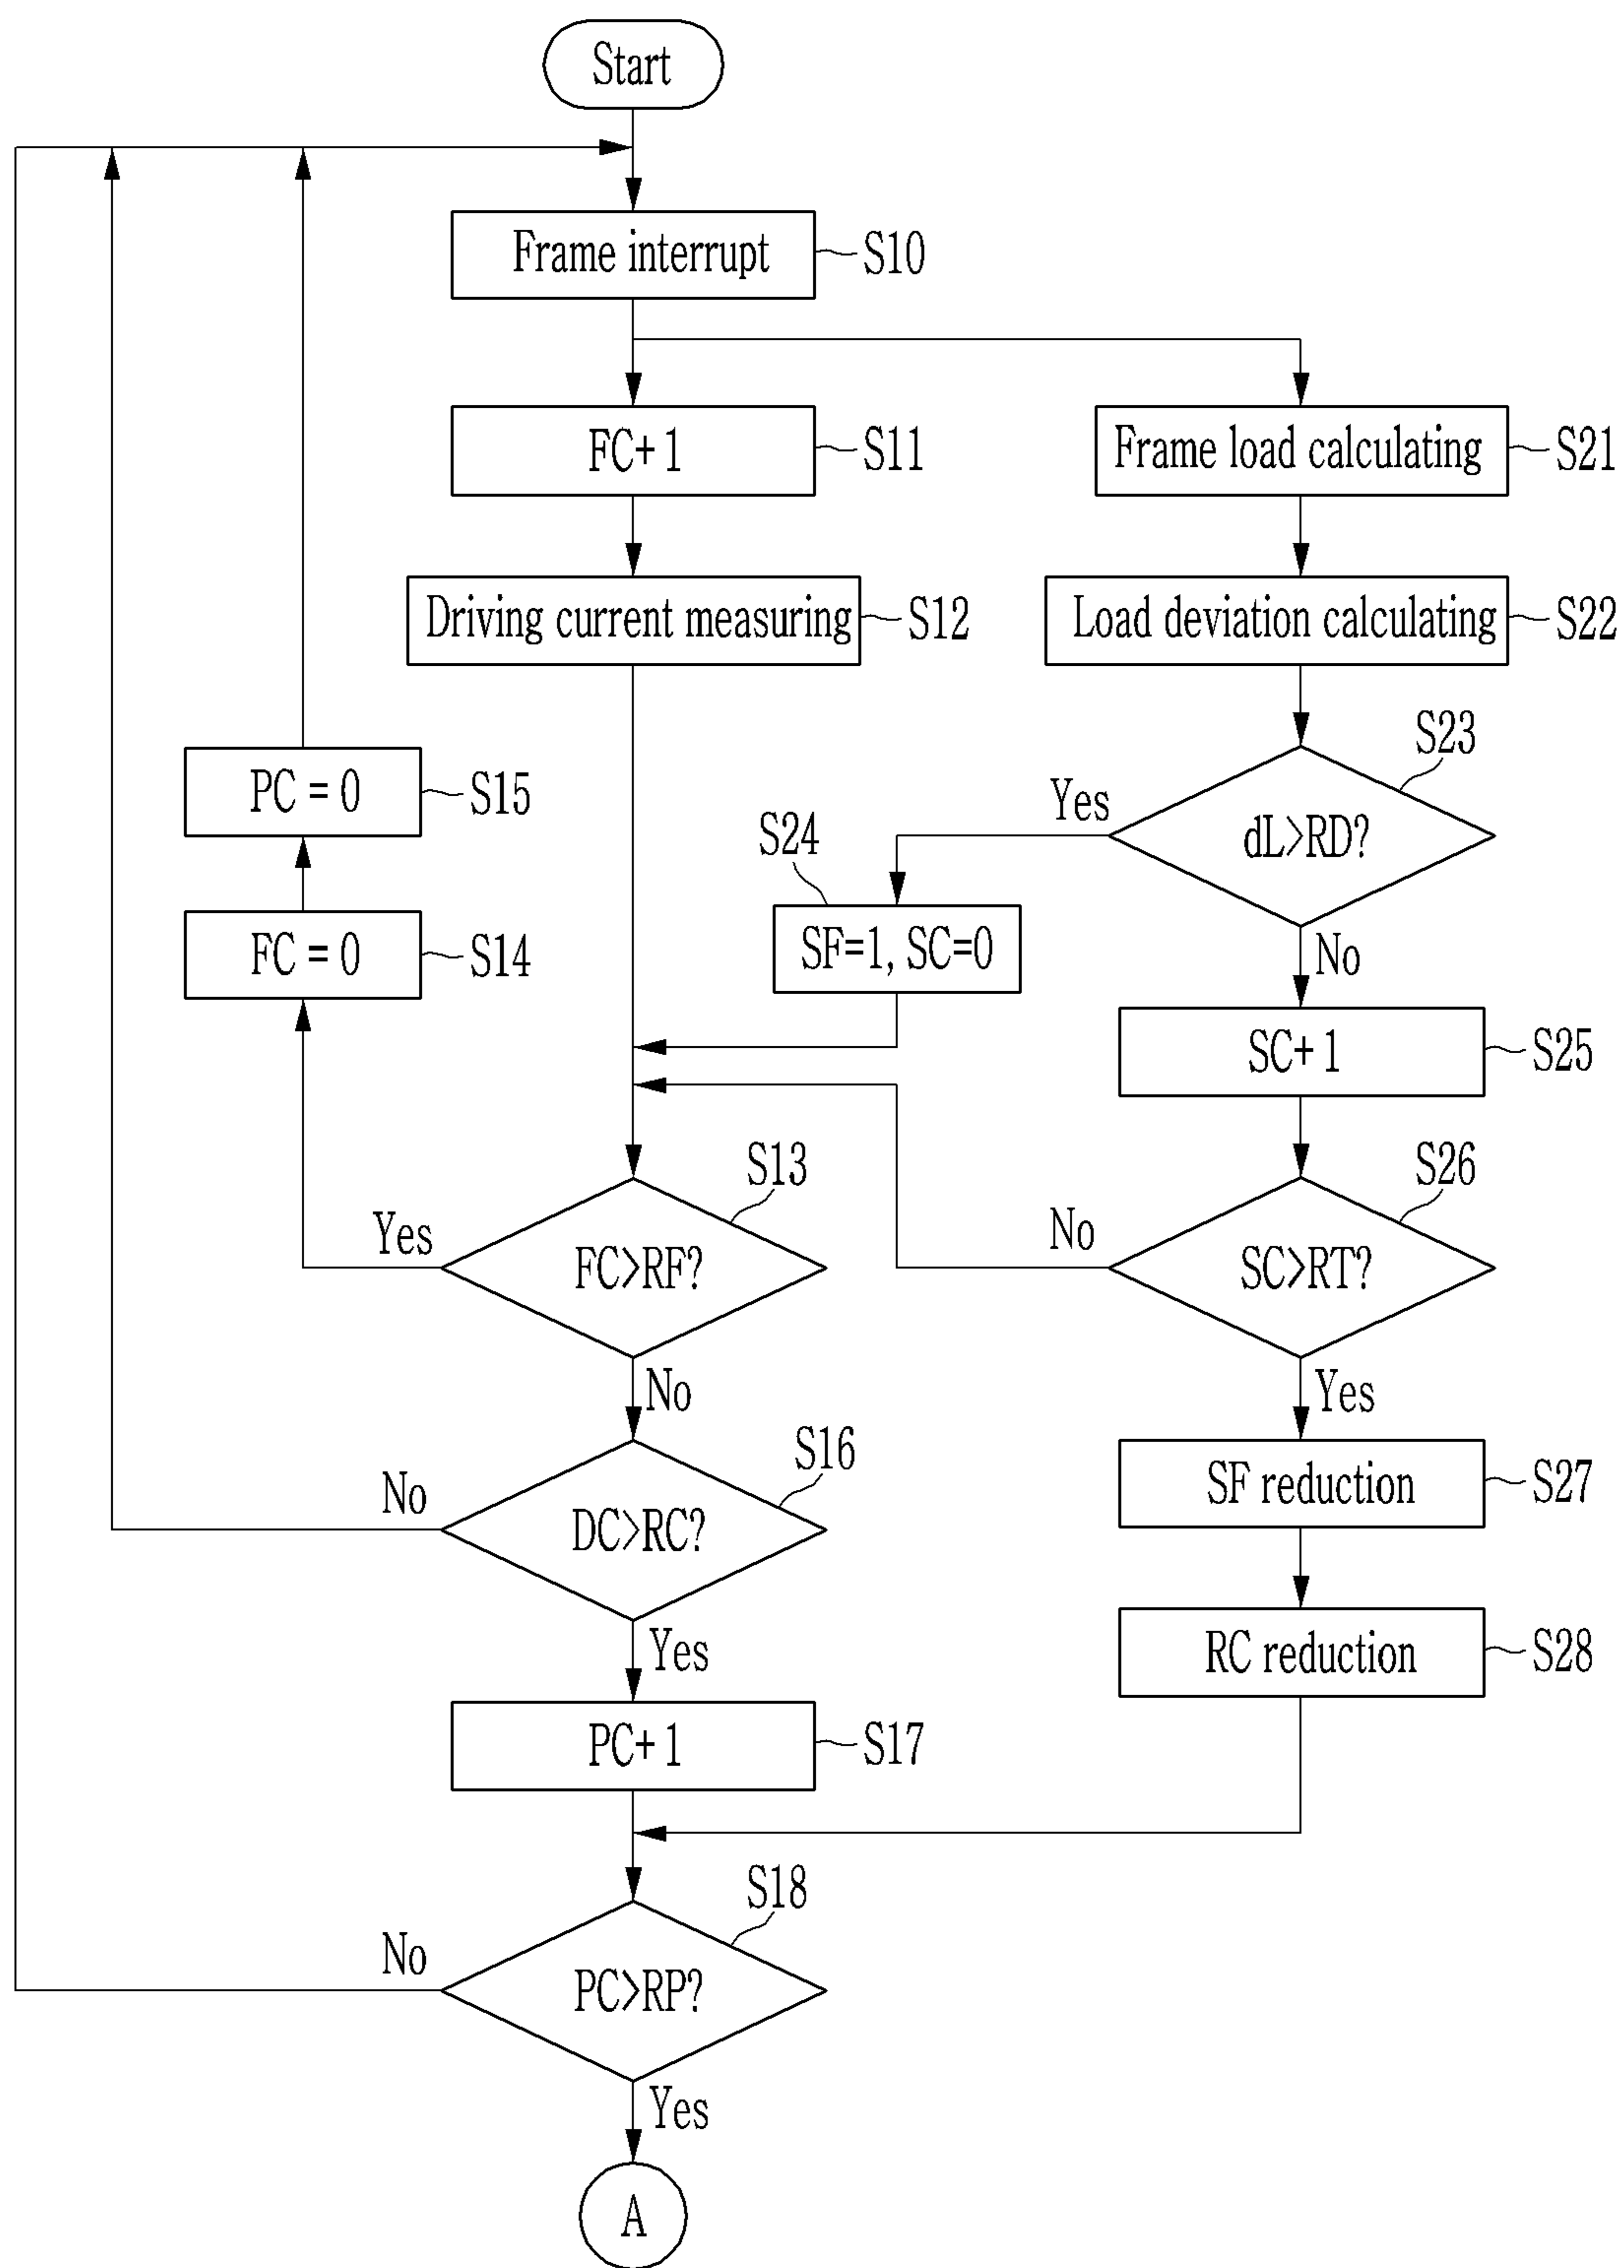 Start
Frame interrupt
S10
FC+ 1
S11
Frame load calculating
S21
Driving current measuring
S12
Load deviation calculating
S22
S23
dL>RD?
Yes
No
PC = 0
S15
S24
SF=1, SC=0
FC = 0
S14
SC+ 1
S25
S13
FC>RF?
Yes
No
S26
SC>RT?
No
Yes
S16
DC>RC?
No
Yes
SF reduction
S27
RC reduction
S28
PC+ 1
S17
S18
PC>RP?
No
Yes
A